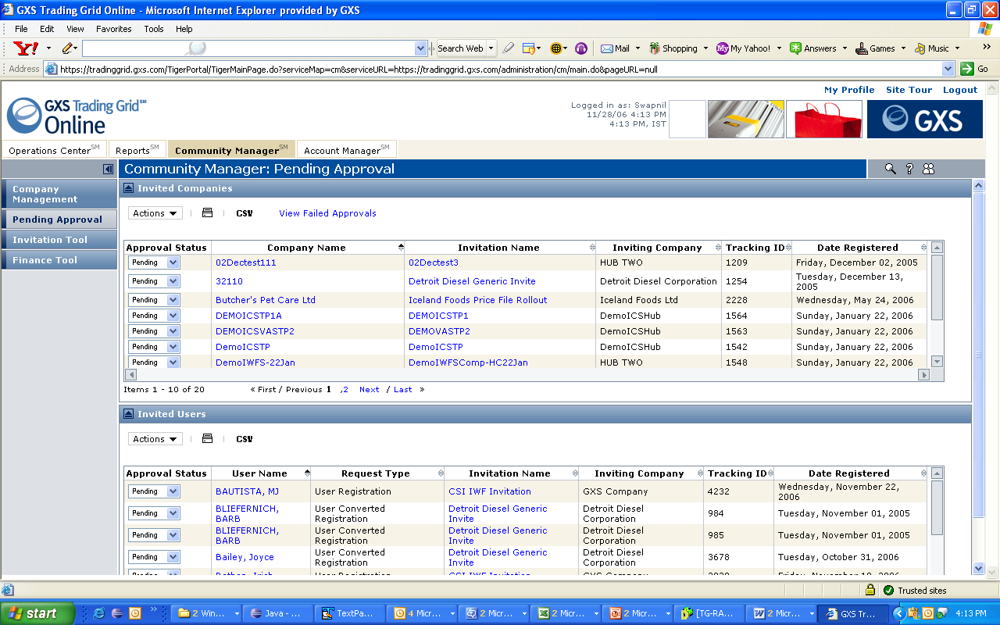 GXS Trading Grid Online - Microsoft Internet Explorer provided by GXS
File Edit View Favorites Tools Help
Y! Search Web Mail Shopping My Yahoo! Answers Games Music »
Address https://tradinggrid.gxs.com/TigerPortal/TigerMainPage.do?serviceMap=cm&serviceURL=https://tradinggrid.gxs.com/administration/cm/main.do&pageURL=null Go
My Profile Site Tour Logout
GXS Trading Grid℠
Online
Logged in as: Swapnil
11/28/06 4:13 PM
4:13 PM, IST
GXS
Operations Center SM Reports SM Community Manager SM Account Manager SM
Community Manager: Pending Approval ?
Company
Management
Pending Approval
Invitation Tool
Finance Tool
Invited Companies
Actions CSV View Failed Approvals
Approval Status Company Name Invitation Name Inviting Company Tracking ID Date Registered
Pending 02Dectest111 02Dectest3 HUB TWO 1209 Friday, December 02, 2005
Pending 32110 Detroit Diesel Generic Invite Detroit Diesel Corporation 1254 Tuesday, December 13, 2005
Pending Butcher's Pet Care Ltd Iceland Foods Price File Rollout Iceland Foods Ltd 2228 Wednesday, May 24, 2006
Pending DEMOICSTP1A DEMOICSTP1 DemoICSHub 1564 Sunday, January 22, 2006
Pending DEMOICSVASTP2 DEMOVASTP2 DemoICSHub 1563 Sunday, January 22, 2006
Pending DemoICSTP DemoICSTP DemoICSHub 1542 Sunday, January 22, 2006
Pending DemoIWFS-22Jan DemoIWFSComp-HC22Jan HUB TWO 1548 Sunday, January 22, 2006
Items 1 - 10 of 20 « First / Previous 1 ,2 Next / Last »
Invited Users
Actions CSV
Approval Status User Name Request Type Invitation Name Inviting Company Tracking ID Date Registered
Pending BAUTISTA, MJ User Registration CSI IWF Invitation GXS Company 4232 Wednesday, November 22, 2006
Pending BLIEFERNICH, BARB User Converted Registration Detroit Diesel Generic Invite Detroit Diesel Corporation 984 Tuesday, November 01, 2005
Pending BLIEFERNICH, BARB User Converted Registration Detroit Diesel Generic Invite Detroit Diesel Corporation 985 Tuesday, November 01, 2005
Pending Bailey, Joyce User Converted Registration Detroit Diesel Generic Invite Detroit Diesel Corporation 3678 Tuesday, October 31, 2006
Trusted sites
start » 2 Win... Java - ... TextPa... 4 Micr... 2 Micr... 2 Micr... 2 Micr... [TG-RA... 2 Micr... GXS Tr... 4:13 PM